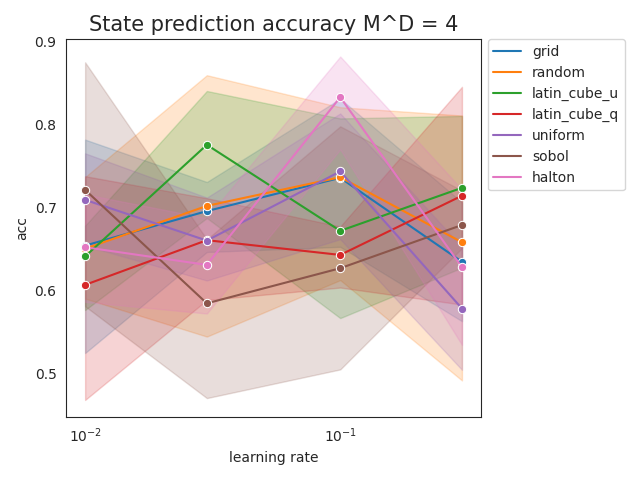 State prediction accuracy M^D = 4
0.9
0.8
0.7
0.6
0.5
acc
10⁻²
10⁻¹
learning rate
grid
random
latin_cube_u
latin_cube_q
uniform
sobol
halton